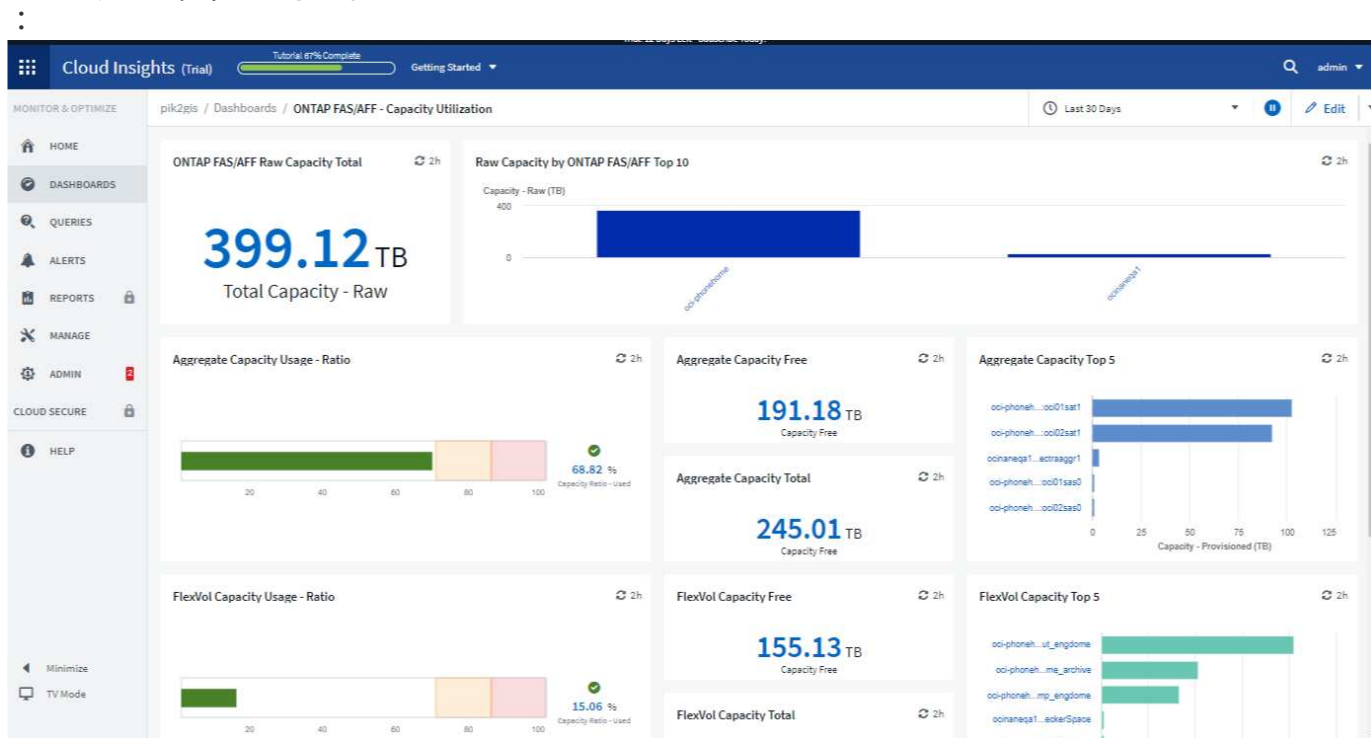 Cloud Insights (Trial)
Tutorial 67% Complete
Getting Started
admin
MONITOR & OPTIMIZE
pik2gis / Dashboards / ONTAP FAS/AFF - Capacity Utilization
Last 30 Days
Edit
HOME
DASHBOARDS
QUERIES
ALERTS
REPORTS
MANAGE
ADMIN
2
CLOUD SECURE
HELP
Minimize
TV Mode
ONTAP FAS/AFF Raw Capacity Total
2h
399.12 TB
Total Capacity - Raw
Raw Capacity by ONTAP FAS/AFF Top 10
2h
Capacity - Raw (TB)
400
0
oci-phonehome
ocinaneqa1
Aggregate Capacity Usage - Ratio
2h
68.82 %
Capacity Ratio - Used
20 40 60 80 100
Aggregate Capacity Free
2h
191.18 TB
Capacity Free
Aggregate Capacity Total
2h
245.01 TB
Capacity Free
Aggregate Capacity Top 5
2h
oci-phoneh...:oci01sat1
oci-phoneh...:oci02sat1
ocinaneqa1...ectraaggr1
oci-phoneh...:oci01sas0
oci-phoneh...:oci02sas0
0 25 50 75 100 125
Capacity - Provisioned (TB)
FlexVol Capacity Usage - Ratio
2h
15.06 %
Capacity Ratio - Used
20 40 60 80 100
FlexVol Capacity Free
2h
155.13 TB
Capacity Free
FlexVol Capacity Total
2h
FlexVol Capacity Top 5
2h
oci-phoneh...ut_engdome
oci-phoneh...me_archive
oci-phoneh...mp_engdome
ocinaneqa1...eckerSpace